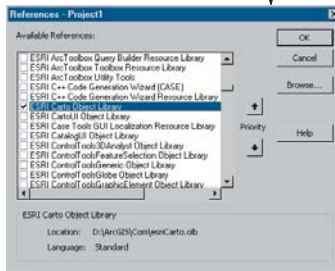 References - Project1
Available References:
OK
ESRI ArcToolbox Query Builder Resource Library
ESRI ArcToolbox Toolbox Resource Library
ESRI ArcToolbox Utility Tools
ESRI C++ Code Generation Wizard (CASE)
ESRI C++ Code Generation Wizard Resource Library
ESRI Carto Object Library
ESRI CartoUI Object Library
ESRI Case Tools GUI Localization Resource Library
ESRI CatalogUI Object Library
ESRI ControlTools3DAnalyst Object Library
ESRI ControlToolsFeatureSelection Object Library
ESRI ControlToolsGeneric Object Library
ESRI ControlToolsGlobe Object Library
ESRI ControlToolsGraphicElement Object Library
Cancel
Browse...
Priority
Help
ESRI Carto Object Library
Location: D:\ArcGIS\Com\esriCarto.olb
Language: Standard